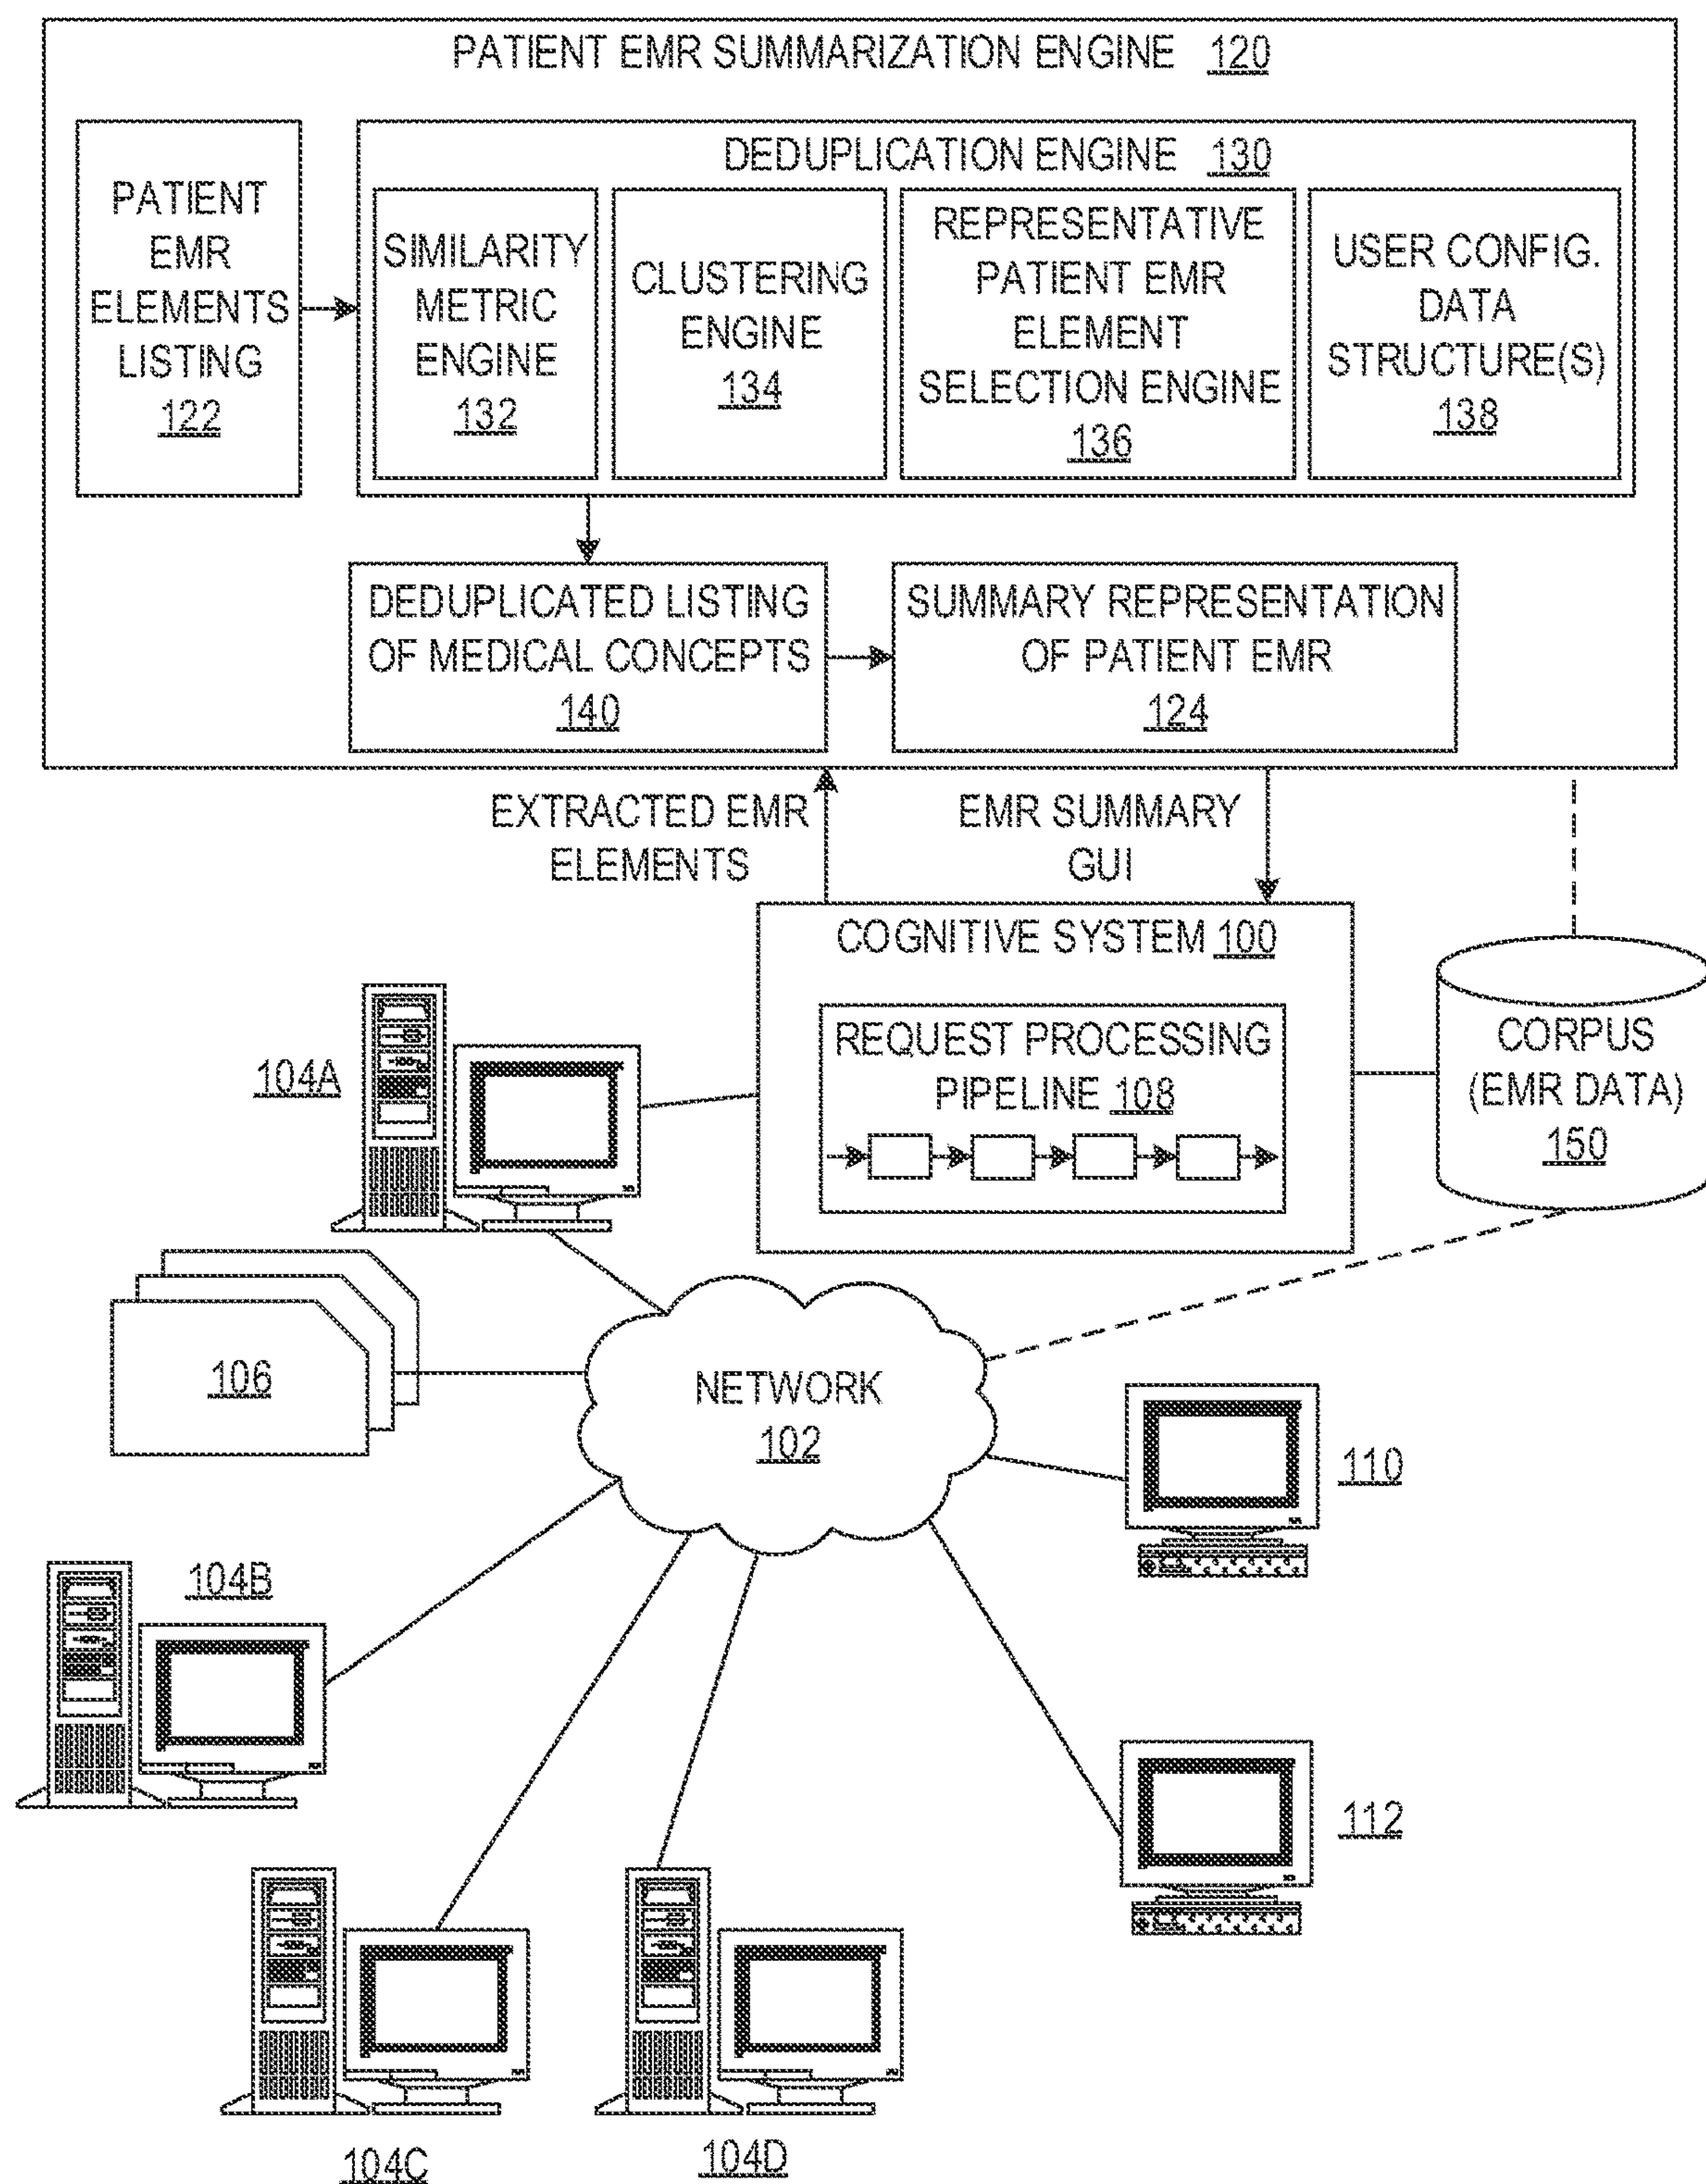 PATIENT EMR SUMMARIZATION ENGINE 120
PATIENT
EMR
ELEMENTS
LISTING
122
DEDUPLICATION ENGINE 130
SIMILARITY
METRIC
ENGINE
132
CLUSTERING
ENGINE
134
REPRESENTATIVE
PATIENT EMR
ELEMENT
SELECTION ENGINE
136
USER CONFIG.
DATA
STRUCTURE(S)
138
DEDUPLICATED LISTING
OF MEDICAL CONCEPTS
140
SUMMARY REPRESENTATION
OF PATIENT EMR
124
EXTRACTED EMR
ELEMENTS
EMR SUMMARY
GUI
COGNITIVE SYSTEM 100
REQUEST PROCESSING
PIPELINE 108
CORPUS
(EMR DATA)
150
104A
106
NETWORK
102
110
104B
112
104C
104D